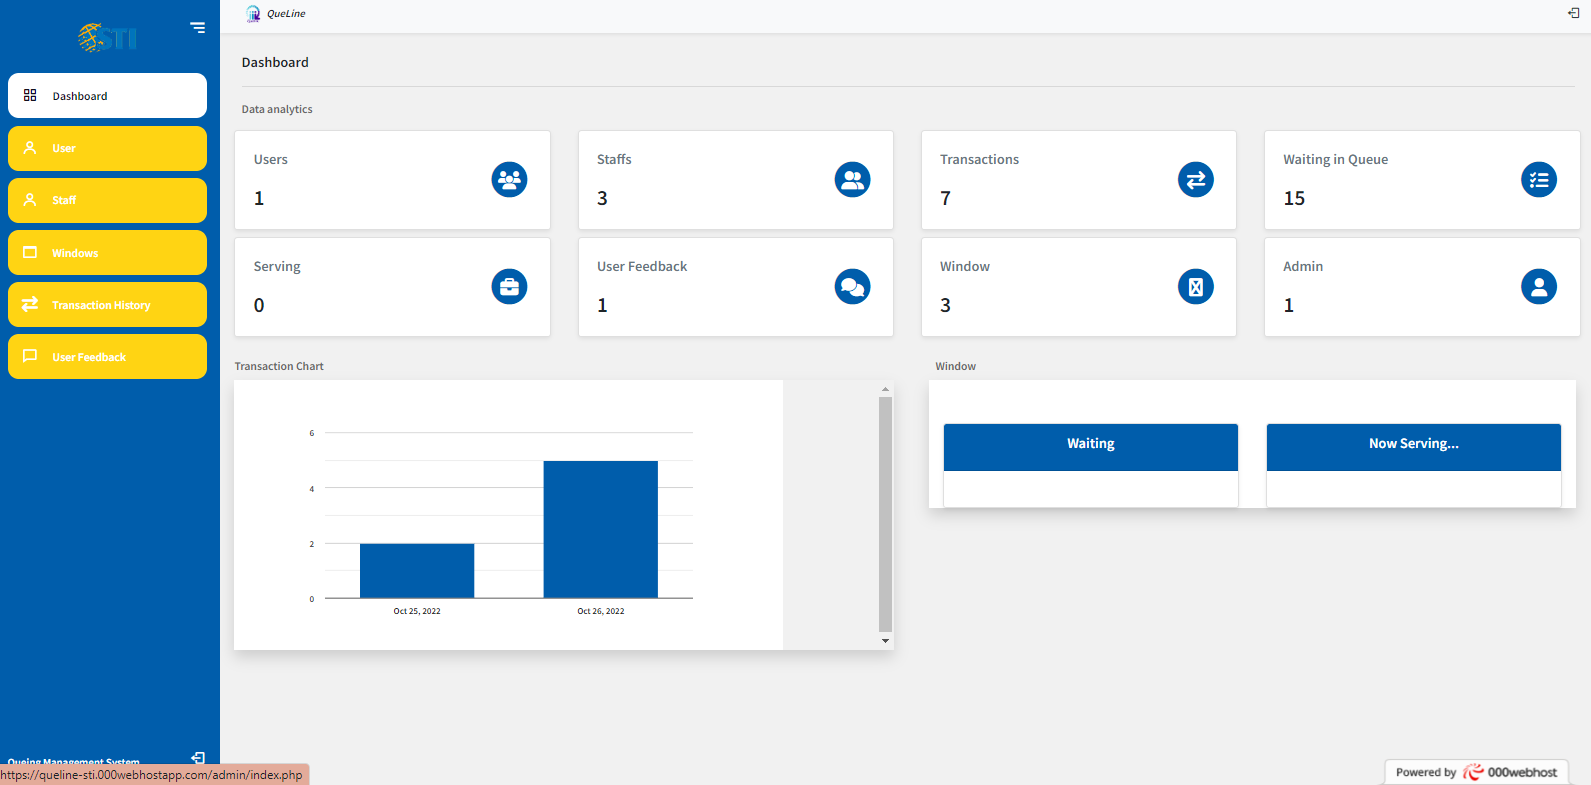 QueLine
STI
Dashboard
User
Staff
Windows
Transaction History
User Feedback
Queing Management System
https://queline-sti.000webhostapp.com/admin/index.php
Dashboard
Data analytics
Users
1
Staffs
3
Transactions
7
Waiting in Queue
15
Serving
0
User Feedback
1
Window
3
Admin
1
Transaction Chart
6
4
2
0
Oct 25, 2022
Oct 26, 2022
Window
Waiting
Now Serving...
Powered by 000webhost